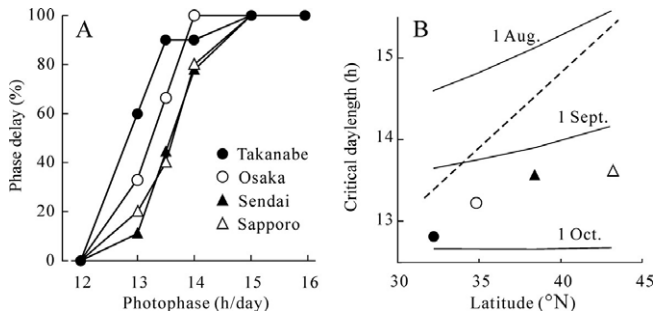 A
100
80
60
40
20
0
Phase delay (%)
Takanabe
Osaka
Sendai
Sapporo
12 13 14 15 16
Photophase (h/day)
B
15
14
13
Critical daylength (h)
1 Aug.
1 Sept.
1 Oct.
30 35 40 45
Latitude (°N)